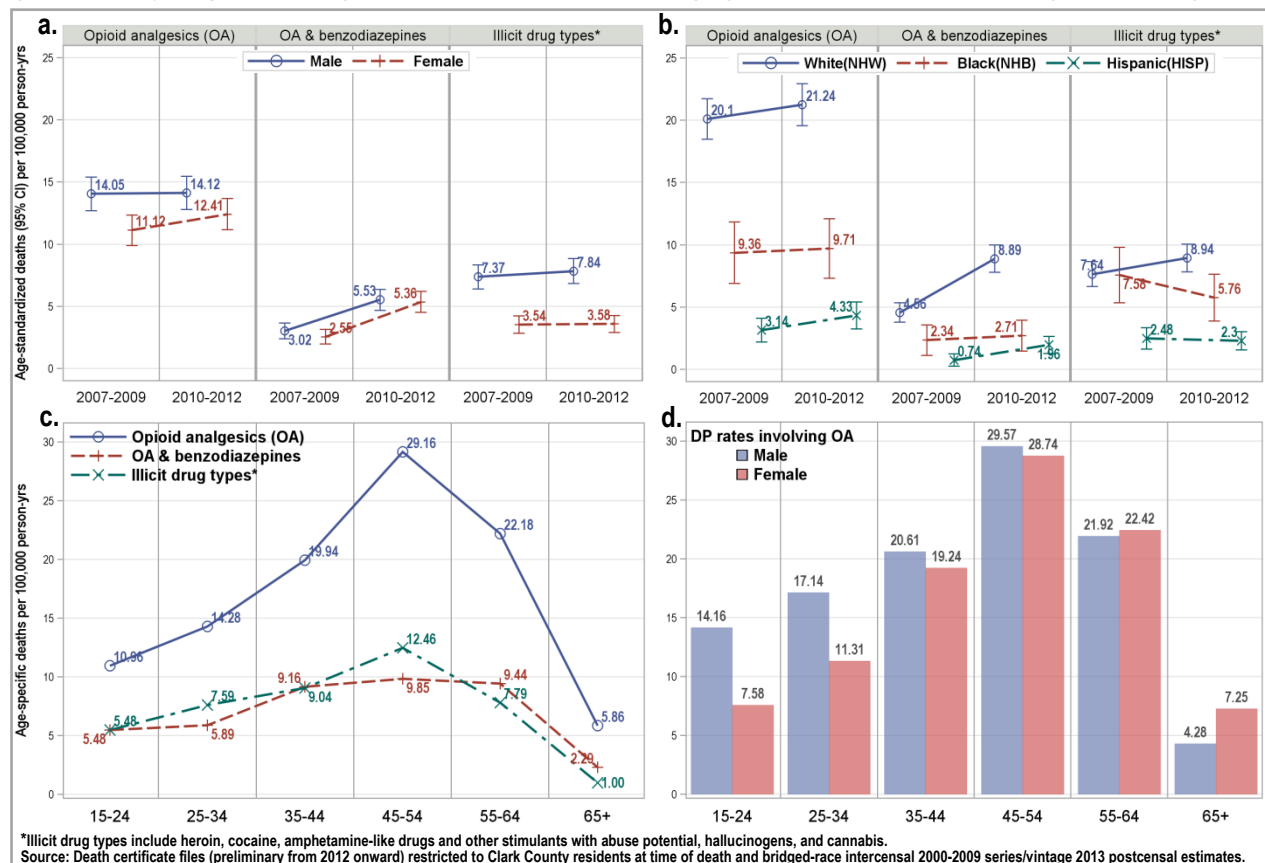 a.
Opioid analgesics (OA) OA & benzodiazepines Illicit drug types*
Male Female
Age-standardized deaths (95% CI) per 100,000 person-yrs
25
20
15
10
5
0
14.05 14.12
11.12 12.41
3.02 5.53
2.55 5.36
7.37 7.84
3.54 3.58
2007-2009 2010-2012 2007-2009 2010-2012 2007-2009 2010-2012
b.
Opioid analgesics (OA) OA & benzodiazepines Illicit drug types*
White(NHW) Black(NHB) Hispanic(HISP)
25
20
15
10
5
0
20.1 21.24
9.36 9.71
3.14 4.33
4.56 8.89
2.34 2.71
0.74 1.96
7.64 8.94
7.58 5.76
2.48 2.3
2007-2009 2010-2012 2007-2009 2010-2012 2007-2009 2010-2012
c.
Opioid analgesics (OA)
OA & benzodiazepines
Illicit drug types*
Age-specific deaths per 100,000 person-yrs
30
25
20
15
10
5
0
10.96 14.28 19.94 29.16 22.18 5.86
5.48 5.89 9.16 9.85 9.44 2.29
5.48 7.59 9.04 12.46 7.79 1.00
15-24 25-34 35-44 45-54 55-64 65+
d.
DP rates involving OA
Male
Female
30
25
20
15
10
5
0
14.16 17.14 20.61 29.57 21.92 4.28
7.58 11.31 19.24 28.74 22.42 7.25
15-24 25-34 35-44 45-54 55-64 65+
*Illicit drug types include heroin, cocaine, amphetamine-like drugs and other stimulants with abuse potential, hallucinogens, and cannabis.
Source: Death certificate files (preliminary from 2012 onward) restricted to Clark County residents at time of death and bridged-race intercensal 2000-2009 series/vintage 2013 postcensal estimates.